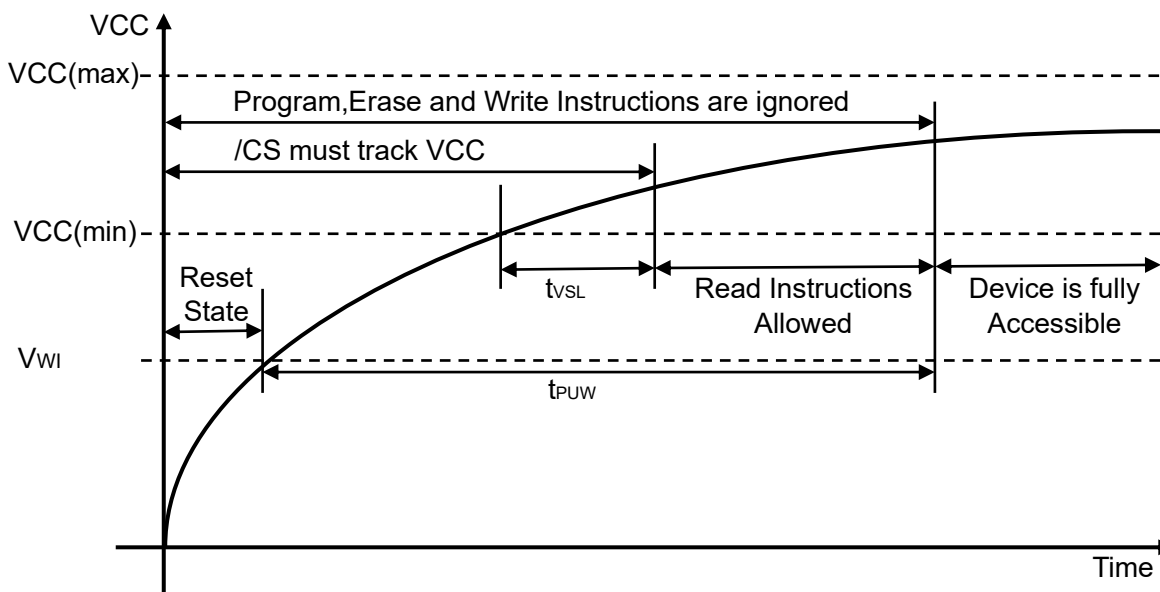 VCC
VCC(max)
Program,Erase and Write Instructions are ignored
/CS must track VCC
VCC(min)
Reset
State
tVSL
Read Instructions
Allowed
Device is fully
Accessible
VWI
tPUW
Time